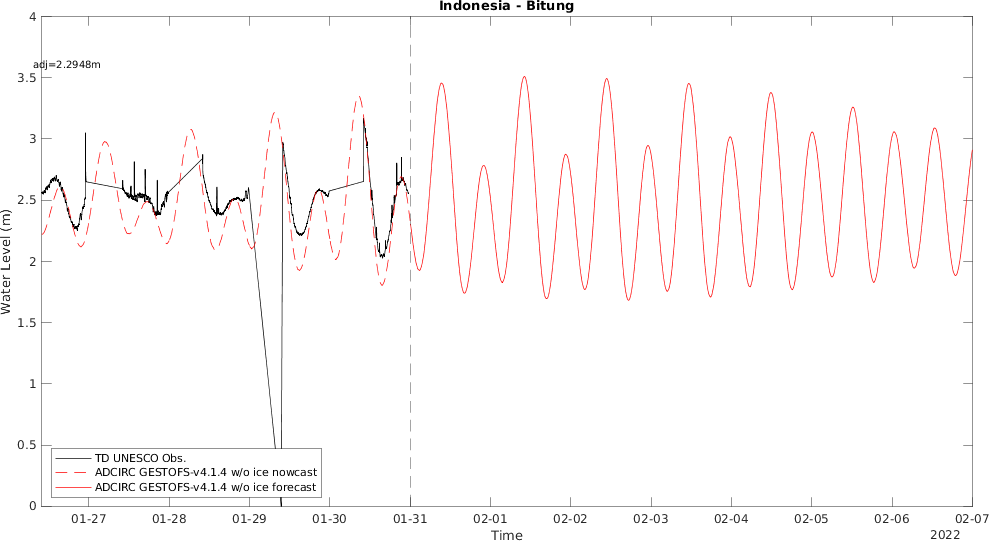 Indonesia - Bitung
adj=2.2948m
4
3.5
3
2.5
2
1.5
1
0.5
0
Water Level (m)
TD UNESCO Obs.
ADCIRC GESTOFS-v4.1.4 w/o ice nowcast
ADCIRC GESTOFS-v4.1.4 w/o ice forecast
01-27 01-28 01-29 01-30 01-31 02-01 02-02 02-03 02-04 02-05 02-06 02-07
Time
2022